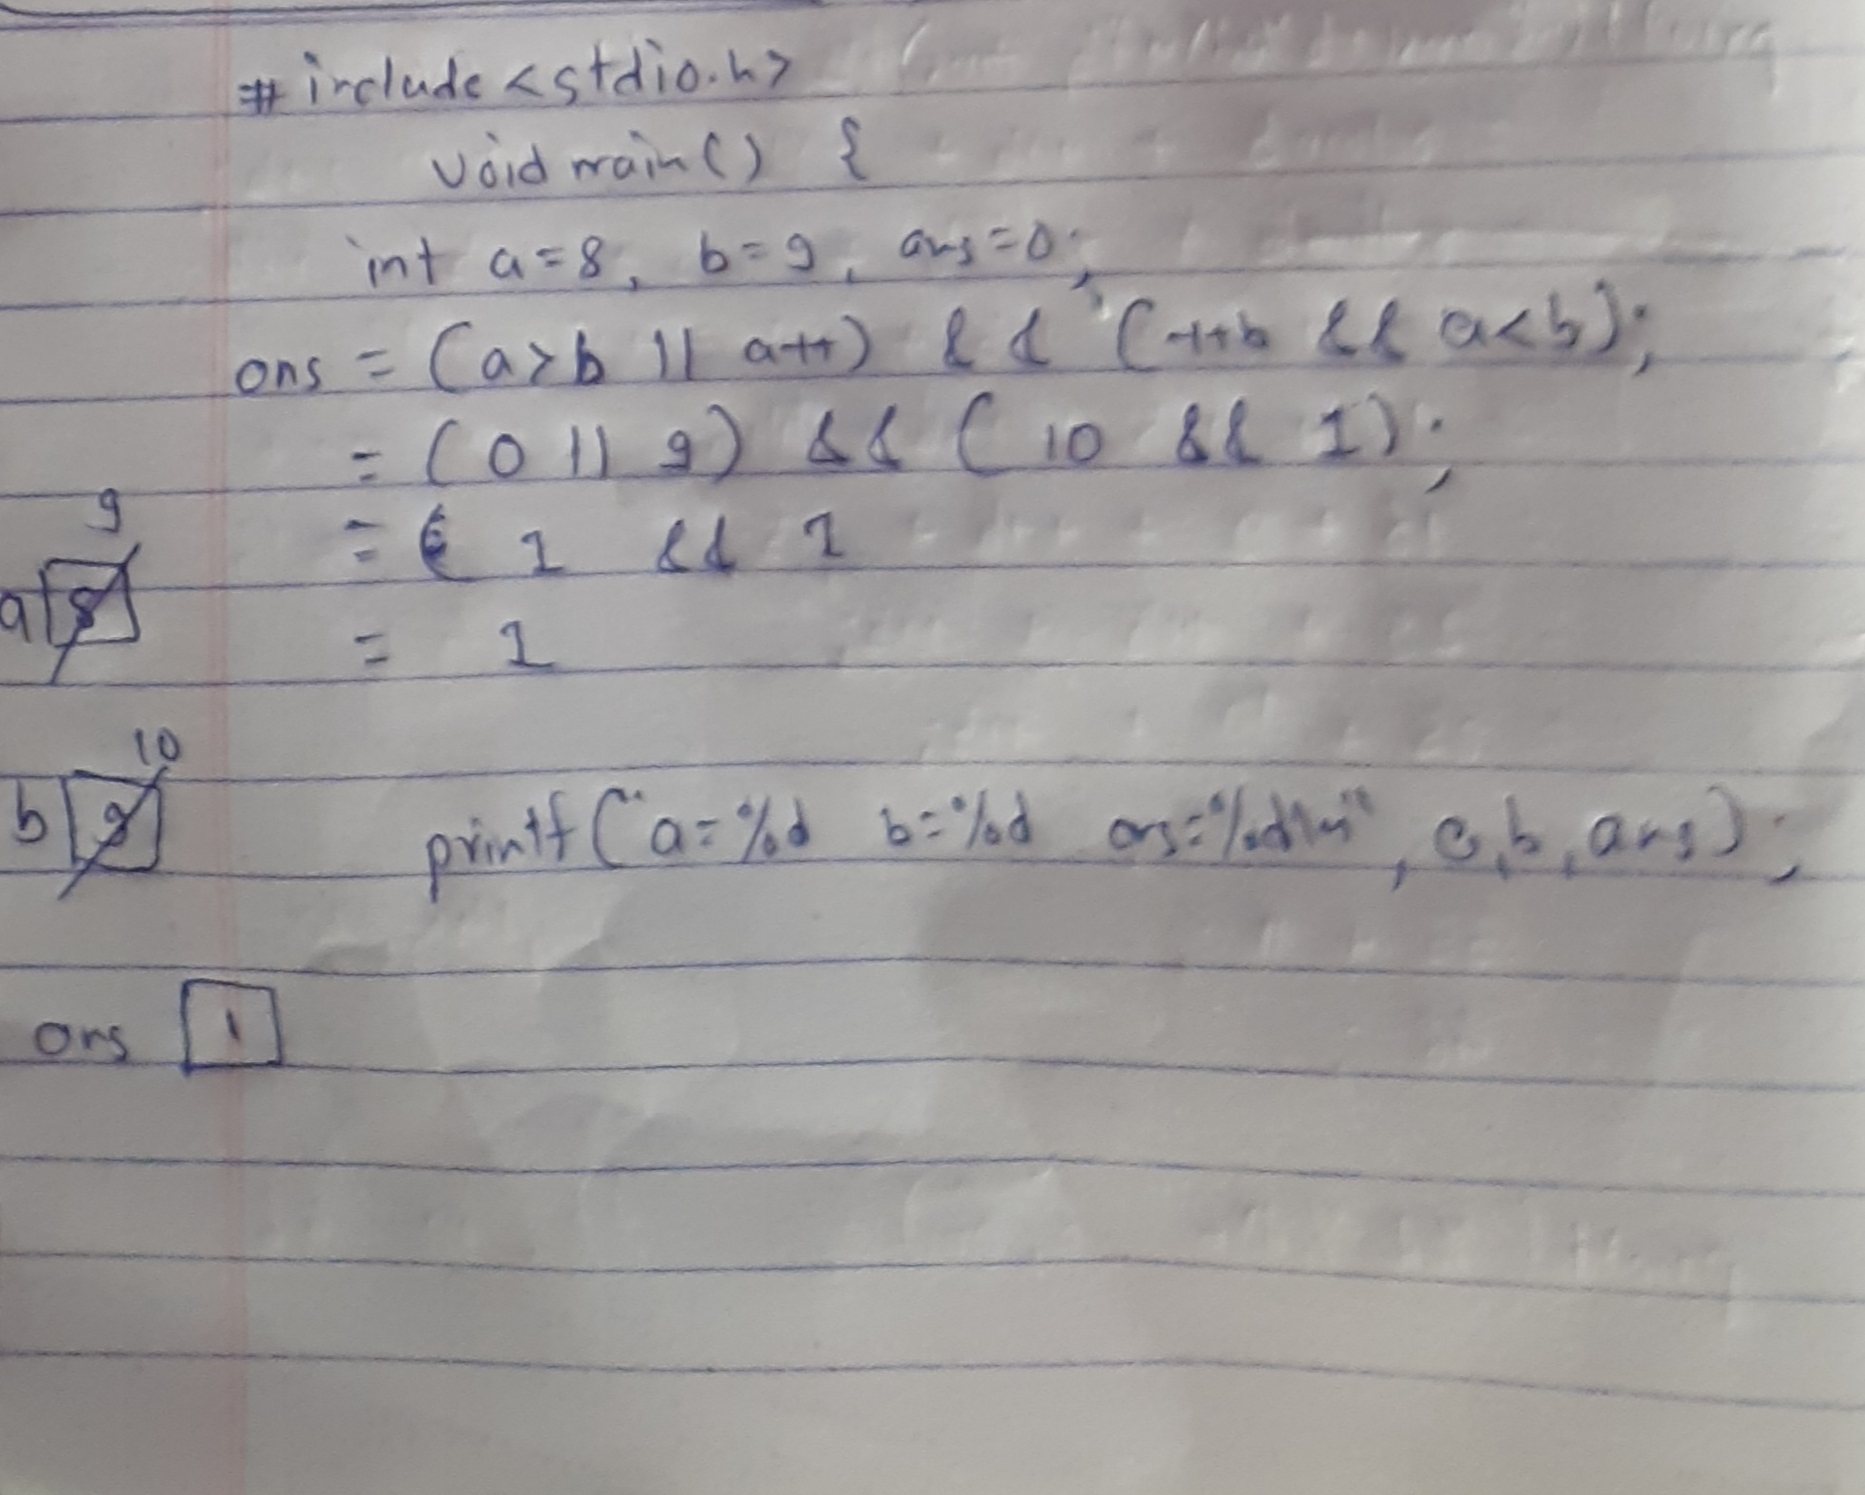 #include <stdio.h>
void main() {
int a=8, b=9, ans=0;
ans = (a>b || a++) && (++b && a<b);
= (0 || 9) && (10 && 1);
= 1 && 1
= 1
9
a 8
10
b 9
printf("a=%d b=%d ans=%d\n", a,b,ans);
ans 1